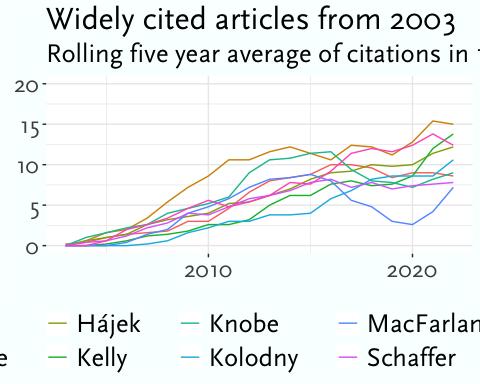 Widely cited articles from 2003
Rolling five year average of citations in
20
15
10
5
0
2010 2020
Hájek Knobe MacFarlan
e Kelly Kolodny Schaffer